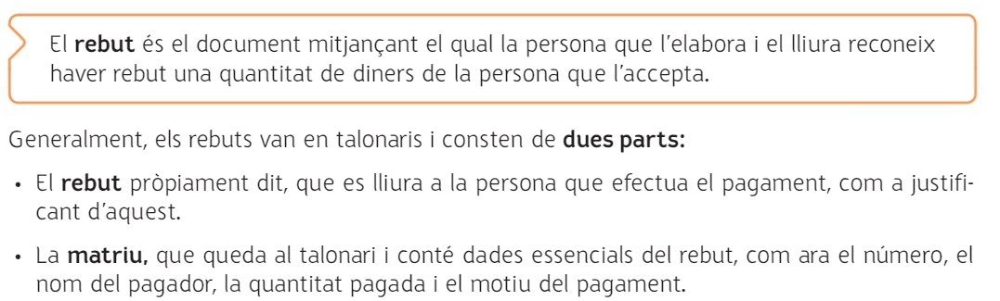 El rebut és el document mitjançant el qual la persona que l'elabora i el lliura reconeix
haver rebut una quantitat de diners de la persona que l'accepta.
Generalment, els rebuts van en talonaris i consten de dues parts:
• El rebut pròpiament dit, que es lliura a la persona que efectua el pagament, com a justifi-
cant d'aquest.
• La matriu, que queda al talonari i conté dades essencials del rebut, com ara el número, el
nom del pagador, la quantitat pagada i el motiu del pagament.